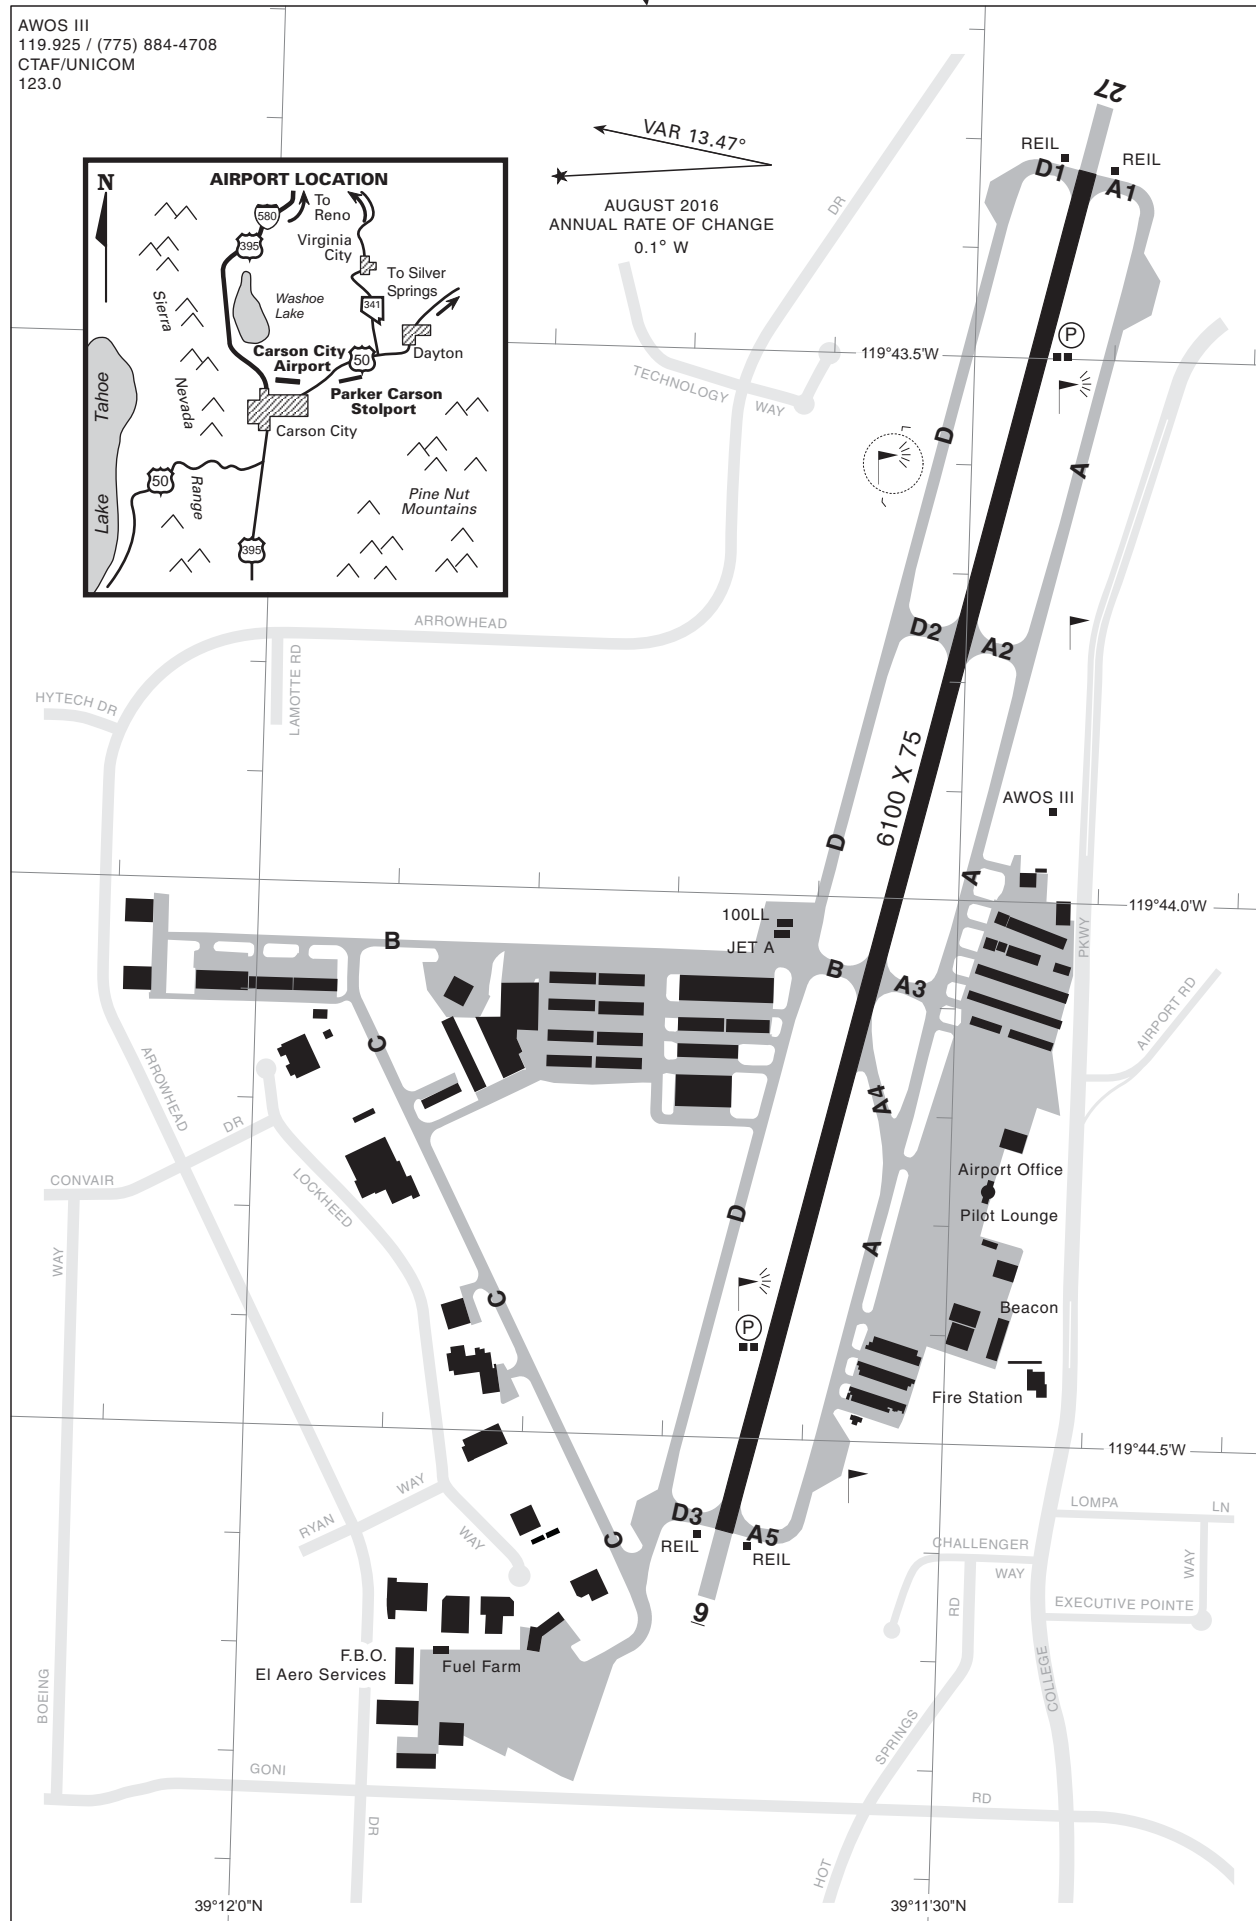 AWOS III
119.925 / (775) 884-4708
CTAF/UNICOM
123.0
27
VAR 13.47°
AUGUST 2016
ANNUAL RATE OF CHANGE
0.1° W
REIL
REIL
D1
A1
N
AIRPORT LOCATION
580
To
Reno
395
Virginia
City
To Silver
Springs
Sierra
Washoe
Lake
341
Carson City
Airport
50
Dayton
Nevada
Parker Carson
Stolport
Carson City
Lake Tahoe
50
Range
Pine Nut
Mountains
395
DR
119°43.5'W
P
TECHNOLOGY WAY
D
A
L
ARROWHEAD
D2
A2
LAMOTTE RD
HYTECH DR
6100 X 75
AWOS III
D
A
119°44.0'W
100LL
JET A
B
B
A3
PKWY
C
AIRPORT RD
ARROWHEAD
A4
DR
CONVAIR
LOCKHEED
Airport Office
Pilot Lounge
D
A
WAY
C
P
Beacon
Fire Station
119°44.5'W
WAY
RYAN
WAY
C
D3
A5
REIL
REIL
LOMPA
LN
CHALLENGER
WAY
WAY
RD
EXECUTIVE POINTE
9
F.B.O.
El Aero Services
Fuel Farm
COLLEGE
BOEING
SPRINGS
GONI
RD
DR
HOT
39°12'0"N
39°11'30"N